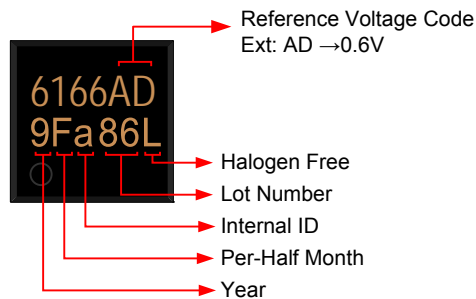 Reference Voltage Code
Ext: AD →0.6V
6166AD
9Fa86L
Halogen Free
Lot Number
Internal ID
Per-Half Month
Year